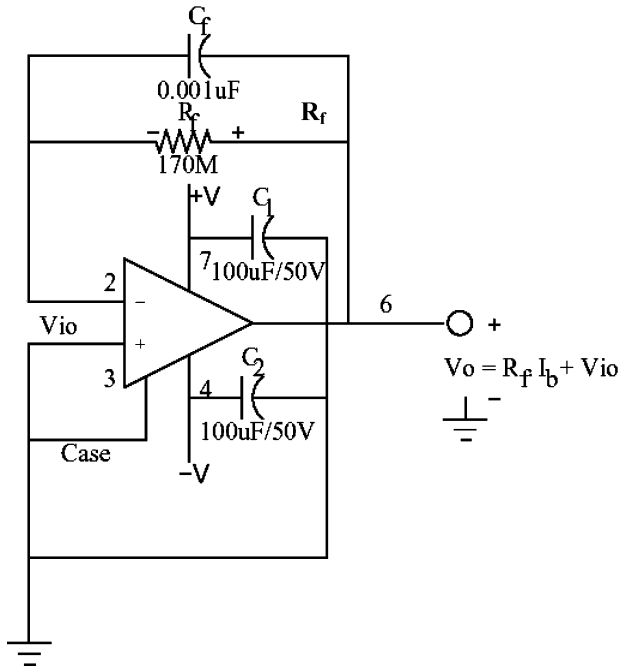 Cf
0.001uF
Rf
Rf
− +
170M
+V
C1
7
100uF/50V
2
−
Vio
+
3
6
+
Vo = Rf Ib + Vio
−
C2
4
100uF/50V
Case
−V